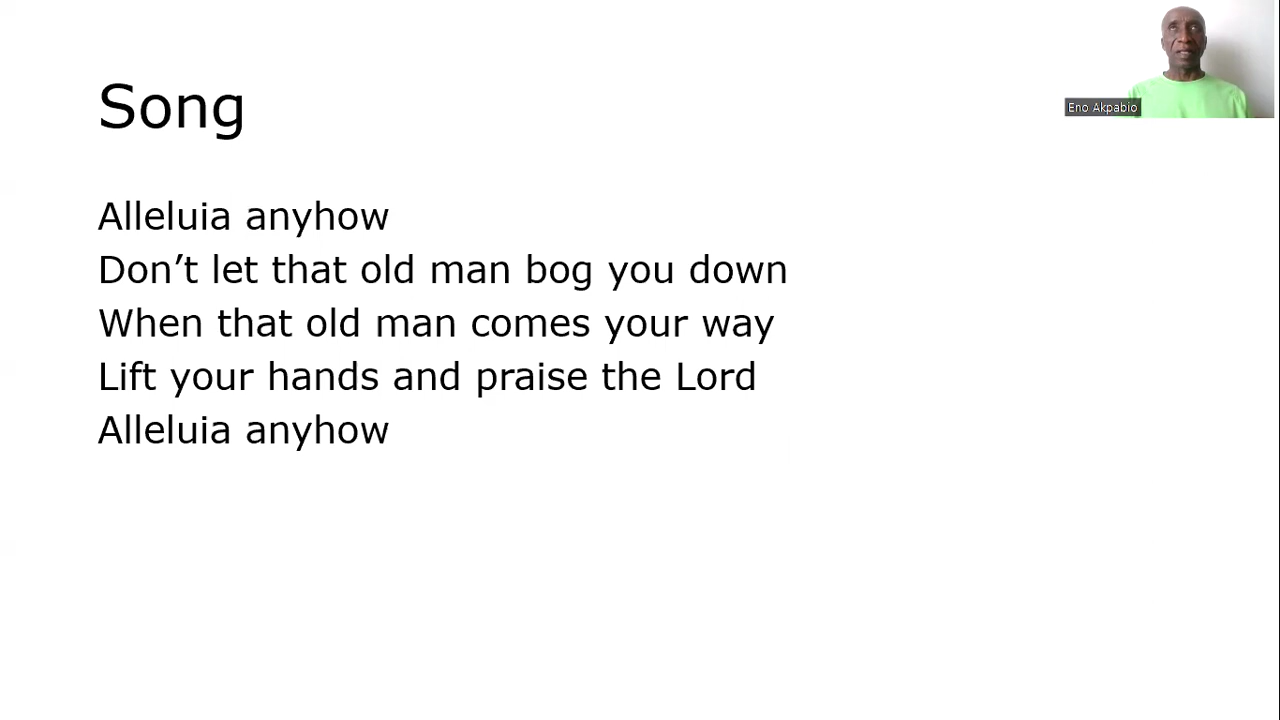 Song
Eno Akpabio
Alleluia anyhow
Don’t let that old man bog you down
When that old man comes your way
Lift your hands and praise the Lord
Alleluia anyhow